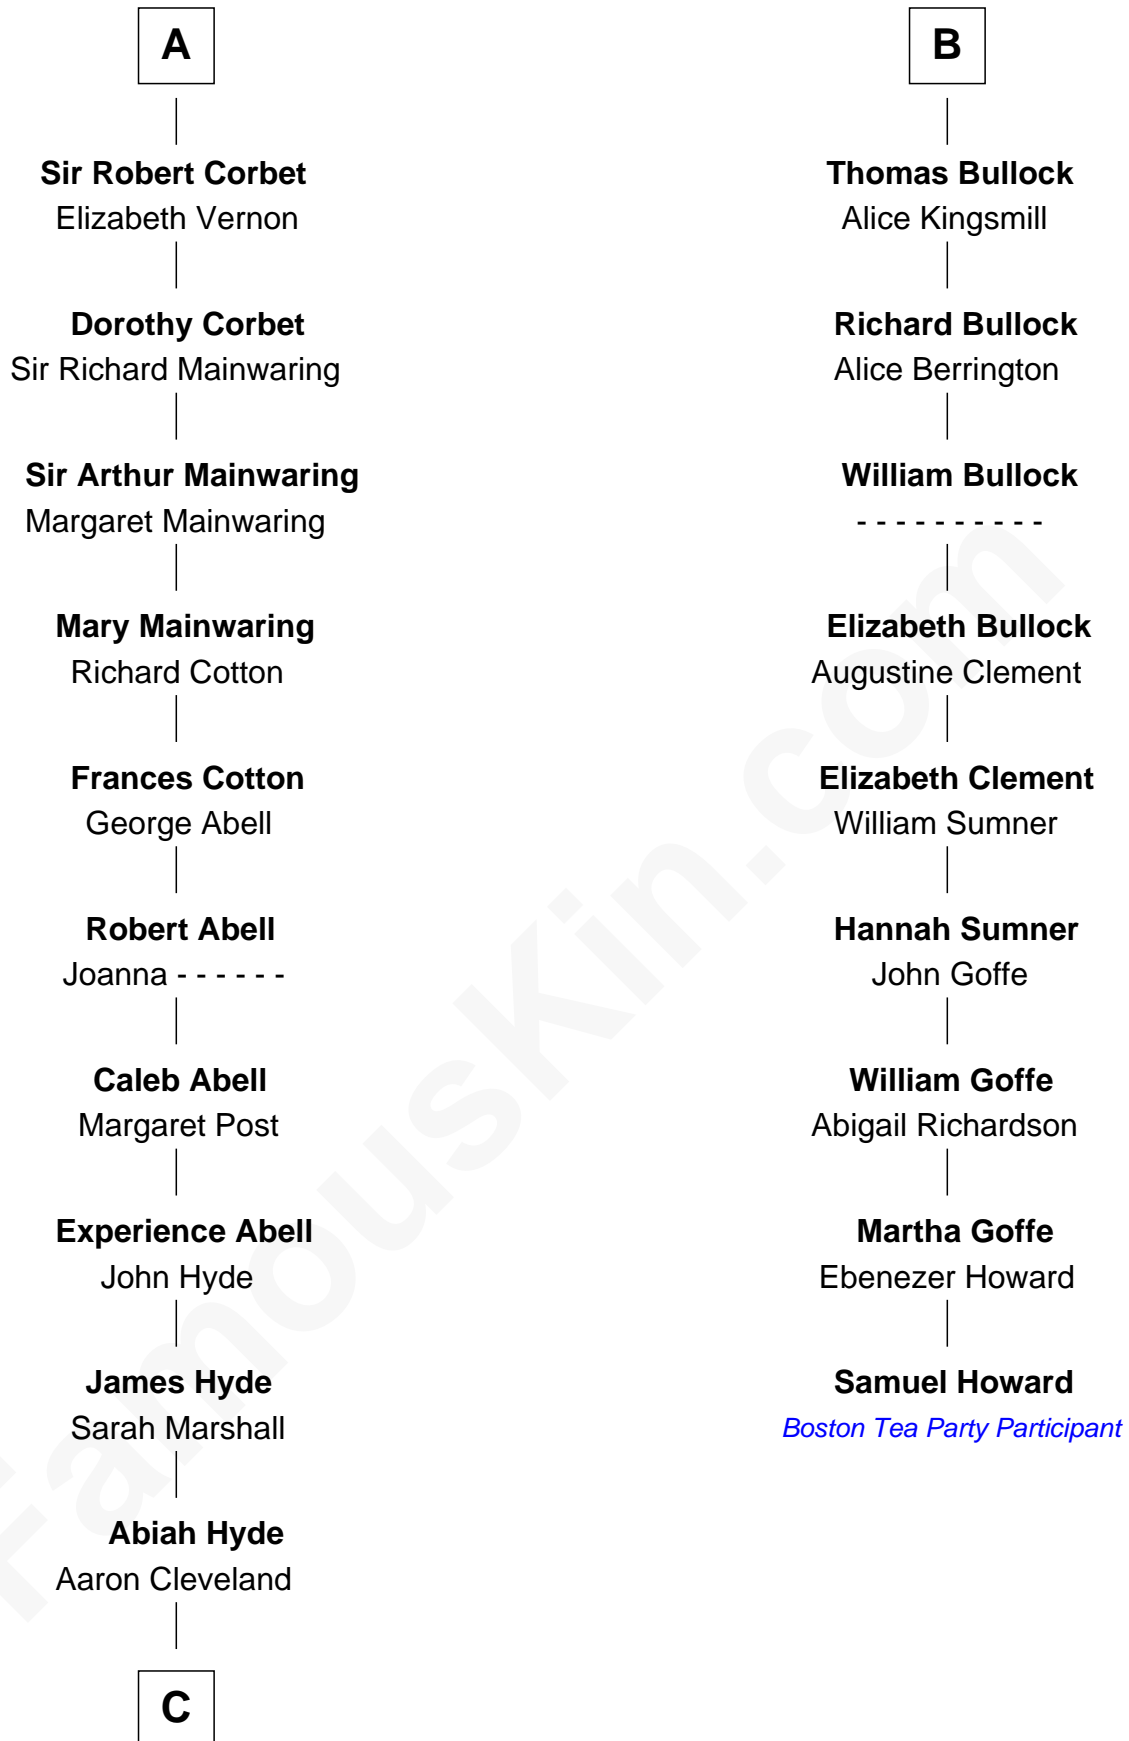 A
Sir Robert Corbet
Elizabeth Vernon
Dorothy Corbet
Sir Richard Mainwaring
Sir Arthur Mainwaring
Margaret Mainwaring
Mary Mainwaring
Richard Cotton
Frances Cotton
George Abell
Robert Abell
Joanna - - - - - -
Caleb Abell
Margaret Post
Experience Abell
John Hyde
James Hyde
Sarah Marshall
Abiah Hyde
Aaron Cleveland
C
B
Thomas Bullock
Alice Kingsmill
Richard Bullock
Alice Berrington
William Bullock
- - - - - - - - - -
Elizabeth Bullock
Augustine Clement
Elizabeth Clement
William Sumner
Hannah Sumner
John Goffe
William Goffe
Abigail Richardson
Martha Goffe
Ebenezer Howard
Samuel Howard
Boston Tea Party Participant
FamousKin.com